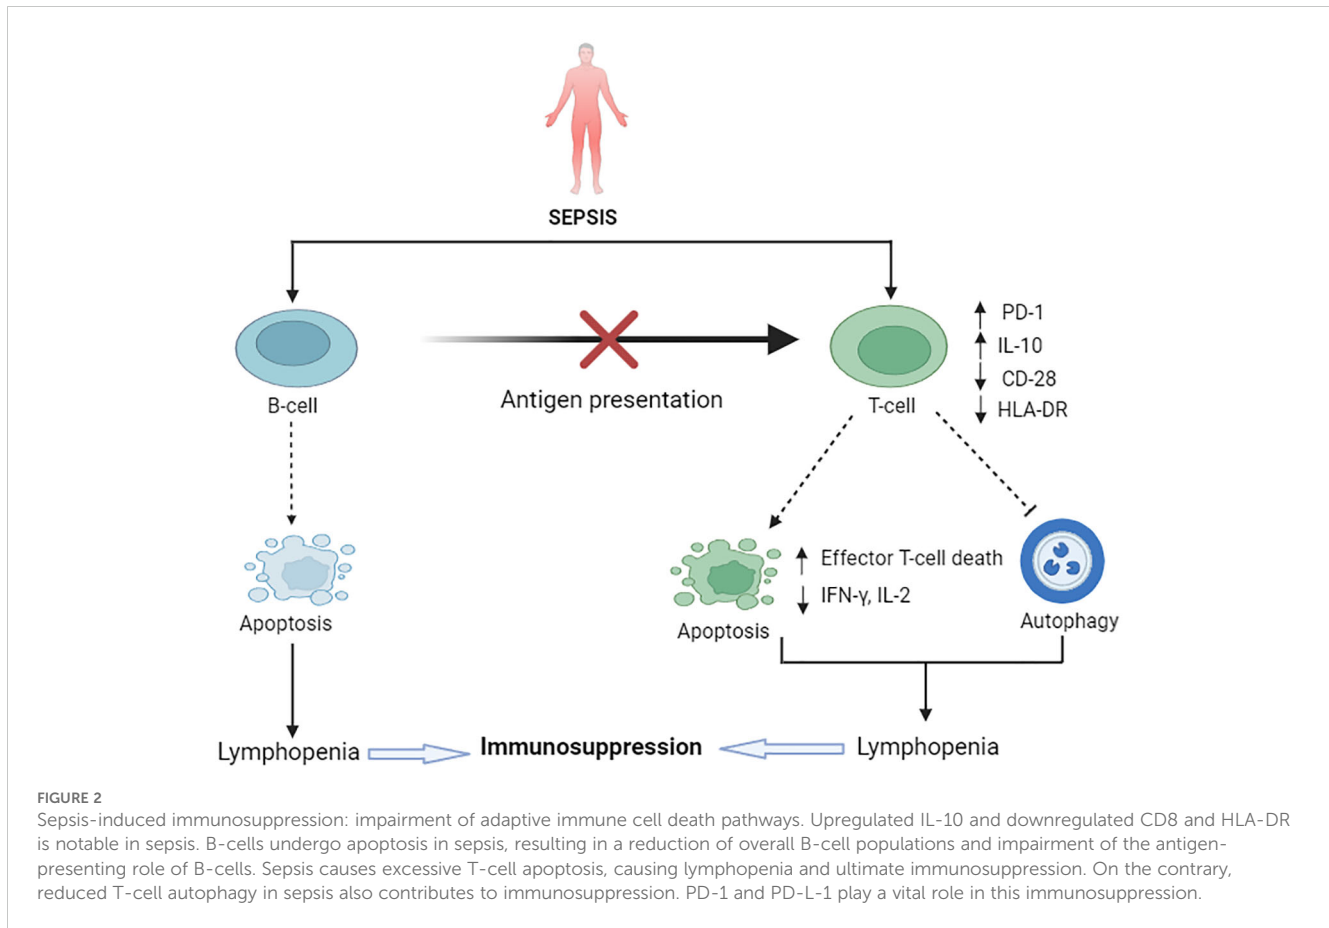 SEPSIS
PD-1
IL-10
CD-28
HLA-DR
B-cell
Antigen presentation
T-cell
Effector T-cell death
IFN-γ, IL-2
Apoptosis
Apoptosis
Autophagy
Lymphopenia
Immunosuppression
Lymphopenia
FIGURE 2
Sepsis-induced immunosuppression: impairment of adaptive immune cell death pathways. Upregulated IL-10 and downregulated CD8 and HLA-DR
is notable in sepsis. B-cells undergo apoptosis in sepsis, resulting in a reduction of overall B-cell populations and impairment of the antigen-
presenting role of B-cells. Sepsis causes excessive T-cell apoptosis, causing lymphopenia and ultimate immunosuppression. On the contrary,
reduced T-cell autophagy in sepsis also contributes to immunosuppression. PD-1 and PD-L-1 play a vital role in this immunosuppression.